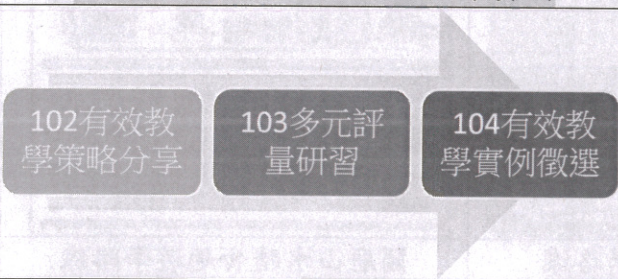 102有效教
學策略分享
103多元評
量研習
104有效教
學實例徵選